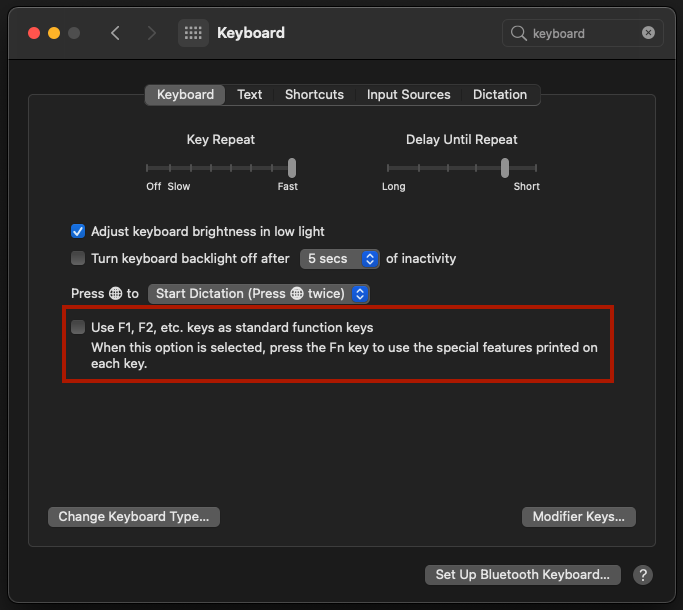 Keyboard
keyboard
Keyboard Text Shortcuts Input Sources Dictation
Key Repeat Delay Until Repeat
Off Slow Fast Long Short
Adjust keyboard brightness in low light
Turn keyboard backlight off after 5 secs of inactivity
Press to Start Dictation (Press twice)
Use F1, F2, etc. keys as standard function keys
When this option is selected, press the Fn key to use the special features printed on
each key.
Change Keyboard Type... Modifier Keys...
Set Up Bluetooth Keyboard... ?